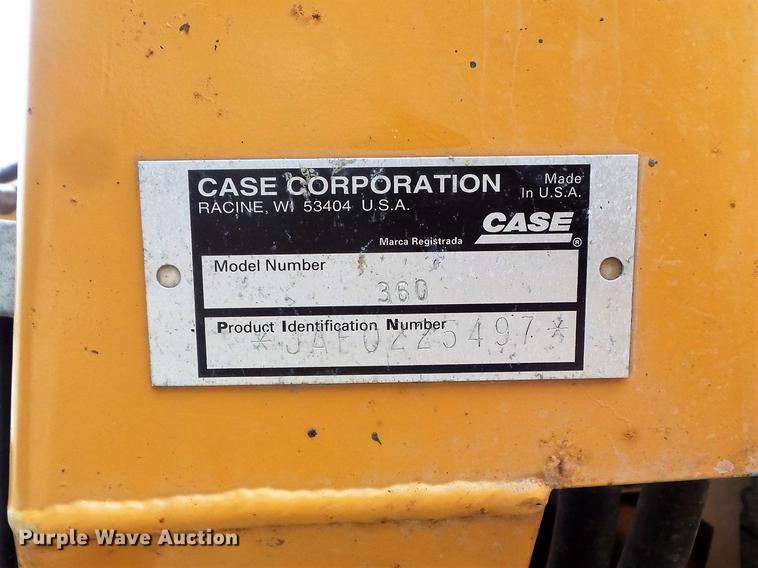 CASE CORPORATION
RACINE, WI 53404 U.S.A.
Made
In U.S.A.
CASE
®
Marca Registrada
Model Number
360
Product Identification Number
*JAF0225497*
Purple Wave Auction